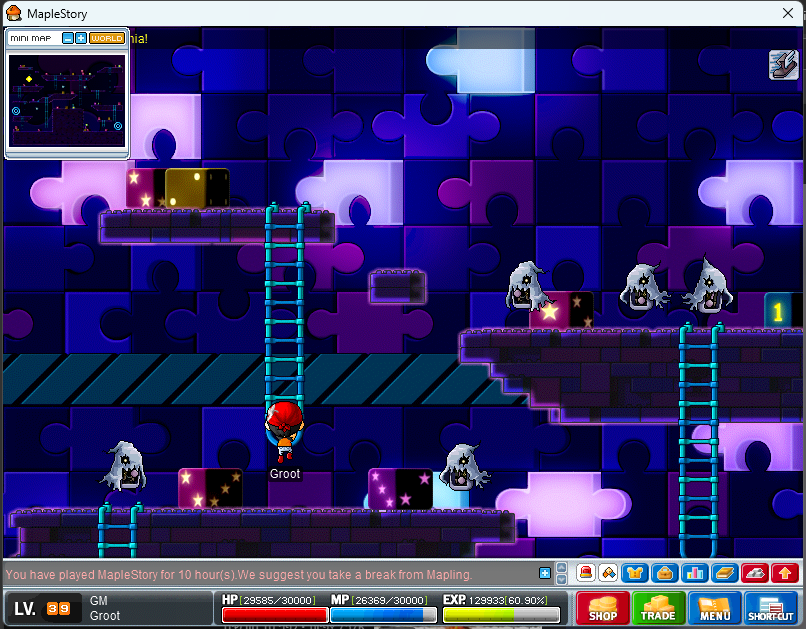 MapleStory
MINI MAP
WORLD
nia!
1
Groot
You have played MapleStory for 10 hour(s).We suggest you take a break from Mapling.
LV. 39
GM
Groot
HP[29585/30000] MP[26369/30000] EXP 129933[60.90%]
SHOP
TRADE
MENU
SHORTCUT